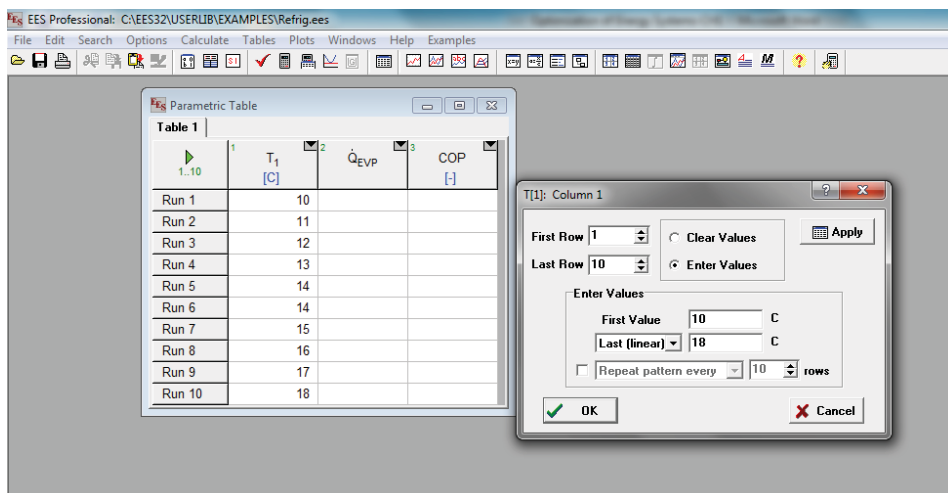 EES Professional: C:\EES32\USERLIB\EXAMPLES\Refrig.ees
File Edit Search Options Calculate Tables Plots Windows Help Examples
EES Parametric Table
Table 1
1..10
1 T1 [C]
2 Q̇EVP
3 COP [-]
Run 1 10
Run 2 11
Run 3 12
Run 4 13
Run 5 14
Run 6 14
Run 7 15
Run 8 16
Run 9 17
Run 10 18
T[1]: Column 1
First Row 1
Clear Values
Apply
Last Row 10
Enter Values
Enter Values
First Value 10 C
Last (linear) 18 C
Repeat pattern every 10 rows
OK
Cancel